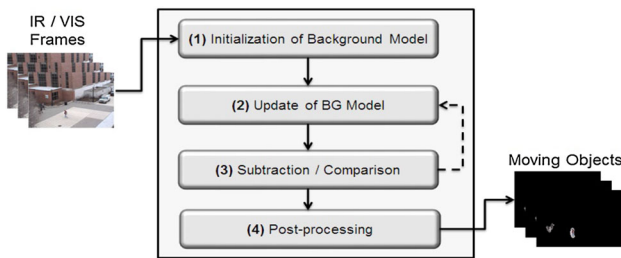 IR / VIS
Frames
(1) Initialization of Background Model
(2) Update of BG Model
(3) Subtraction / Comparison
Moving Objects
(4) Post-processing